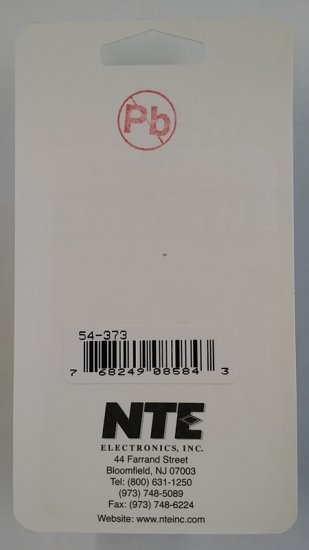 Pb
54-373
7 68249 08584 3
NTE
ELECTRONICS, INC.
44 Farrand Street
Bloomfield, NJ 07003
Tel: (800) 631-1250
(973) 748-5089
Fax: (973) 748-6224
Website: www.nteinc.com